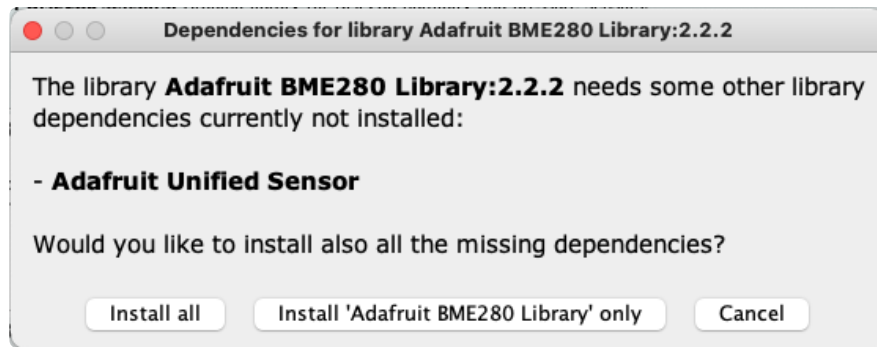 Dependencies for library Adafruit BME280 Library:2.2.2
The library Adafruit BME280 Library:2.2.2 needs some other library
dependencies currently not installed:
- Adafruit Unified Sensor
Would you like to install also all the missing dependencies?
Install all
Install 'Adafruit BME280 Library' only
Cancel